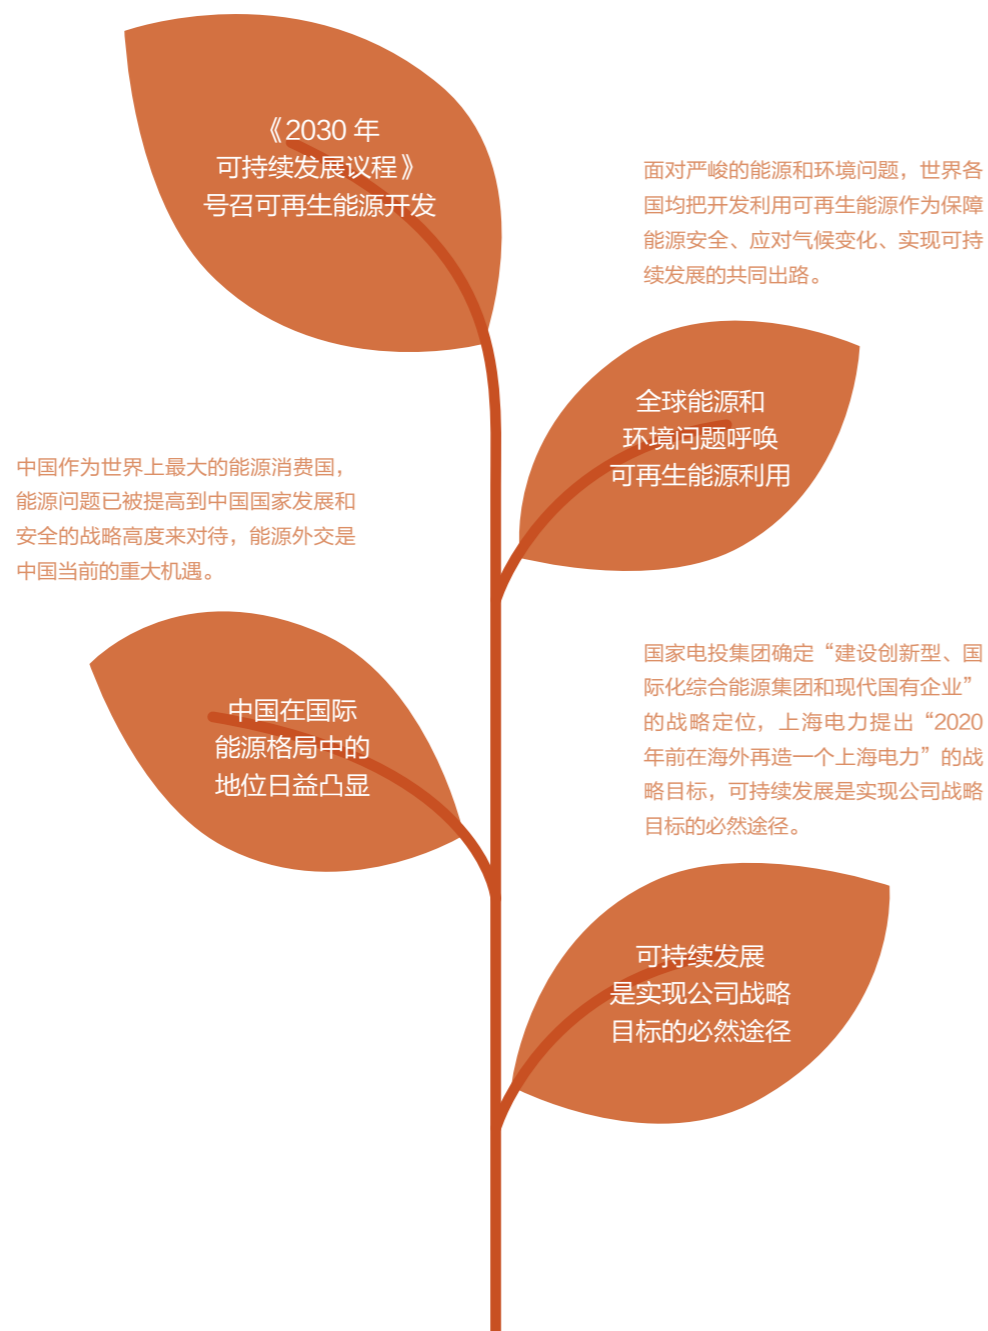 《2030 年
可持续发展议程》
号召可再生能源开发
面对严峻的能源和环境问题，世界各
国均把开发利用可再生能源作为保障
能源安全、应对气候变化、实现可持
续发展的共同出路。
全球能源和
环境问题呼唤
可再生能源利用
中国作为世界上最大的能源消费国，
能源问题已被提高到中国国家发展和
安全的战略高度来对待，能源外交是
中国当前的重大机遇。
中国在国际
能源格局中的
地位日益凸显
国家电投集团确定“建设创新型、国
际化综合能源集团和现代国有企业”
的战略定位，上海电力提出“2020
年前在海外再造一个上海电力”的战
略目标，可持续发展是实现公司战略
目标的必然途径。
可持续发展
是实现公司战略
目标的必然途径